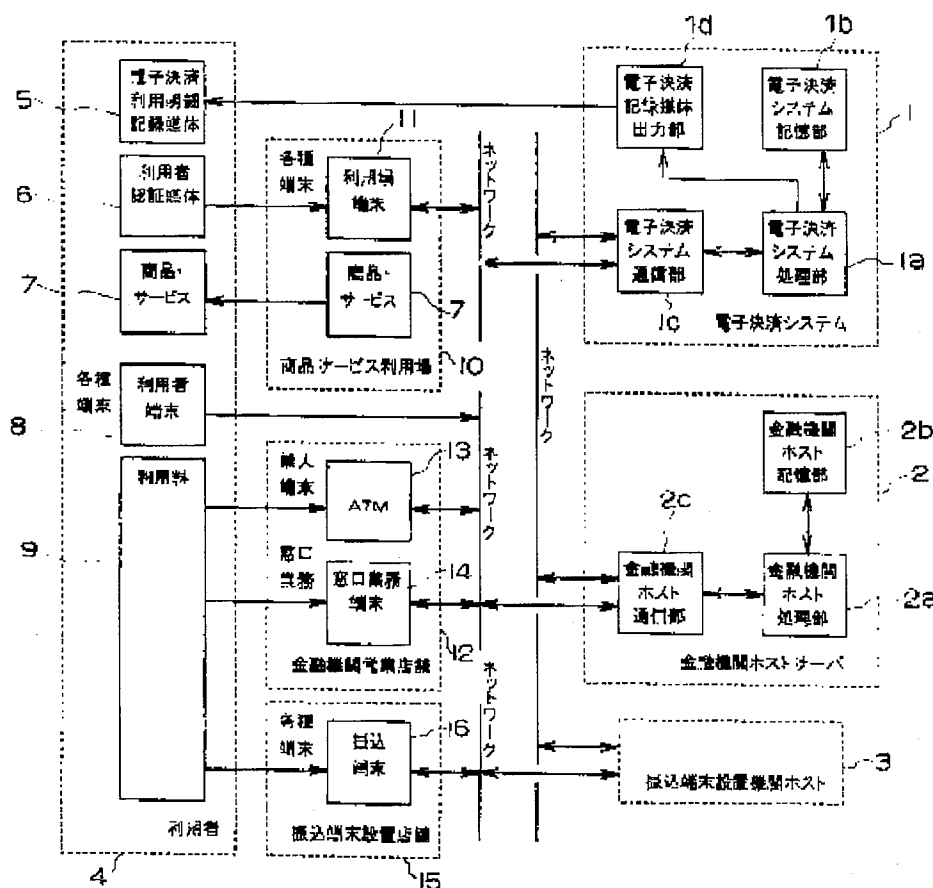 1d
1b
電子決済
利用明細
記録媒体
5
電子決済
記録媒体
出力部
電子決済
システム
記憶部
1
11
各種
端末
利用場
端末
利用者
認証媒体
6
ネットワーク
電子決済
システム
通信部
電子決済
システム
処理部
1a
商品・
サービス
7
商品・
サービス
7
1c
電子決済システム
商品サービス利用場
10
ネットワーク
各種
端末
利用者
端末
8
金融機関
ホスト
記憶部
2b
13
利用料
端末
ATM
ネットワーク
2
2c
9
窓口
業務
窓口業務
端末
14
金融機関
ホスト
通信部
金融機関
ホスト
処理部
2a
12
金融機関営業店舗
金融機関ホストサーバ
各種
端末
振込
端末
16
ネットワーク
3
振込端末設置機関ホスト
利用者
振込端末設置店舗
4
15